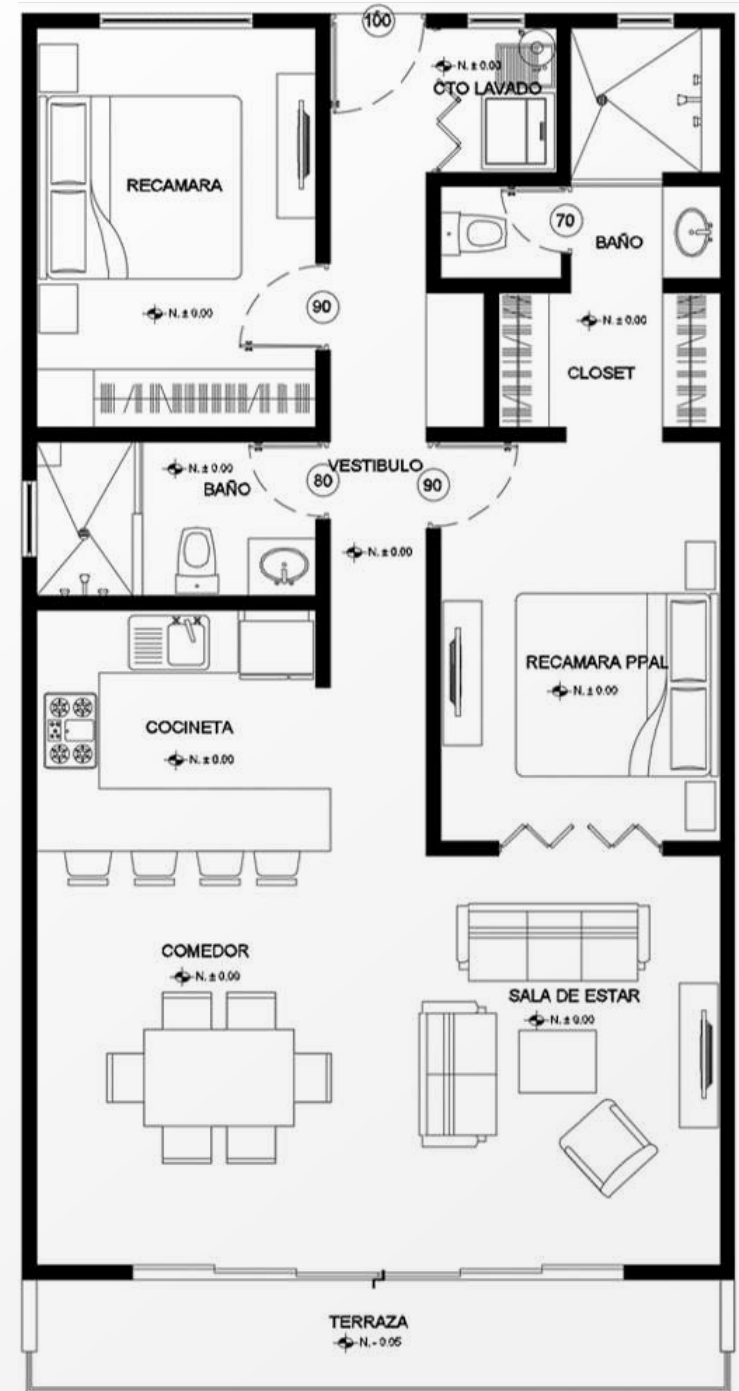 100
N. ± 0.00
CTO LAVADO
RECAMARA
70
BAÑO
N. ± 0.00
90
N. ± 0.00
CLOSET
N. ± 0.00
BAÑO
80
VESTIBULO
90
N. ± 0.00
RECAMARA PPAL
N. ± 0.00
COCINETA
N. ± 0.00
COMEDOR
N. ± 0.00
SALA DE ESTAR
N. ± 0.00
TERRAZA
N. - 0.05